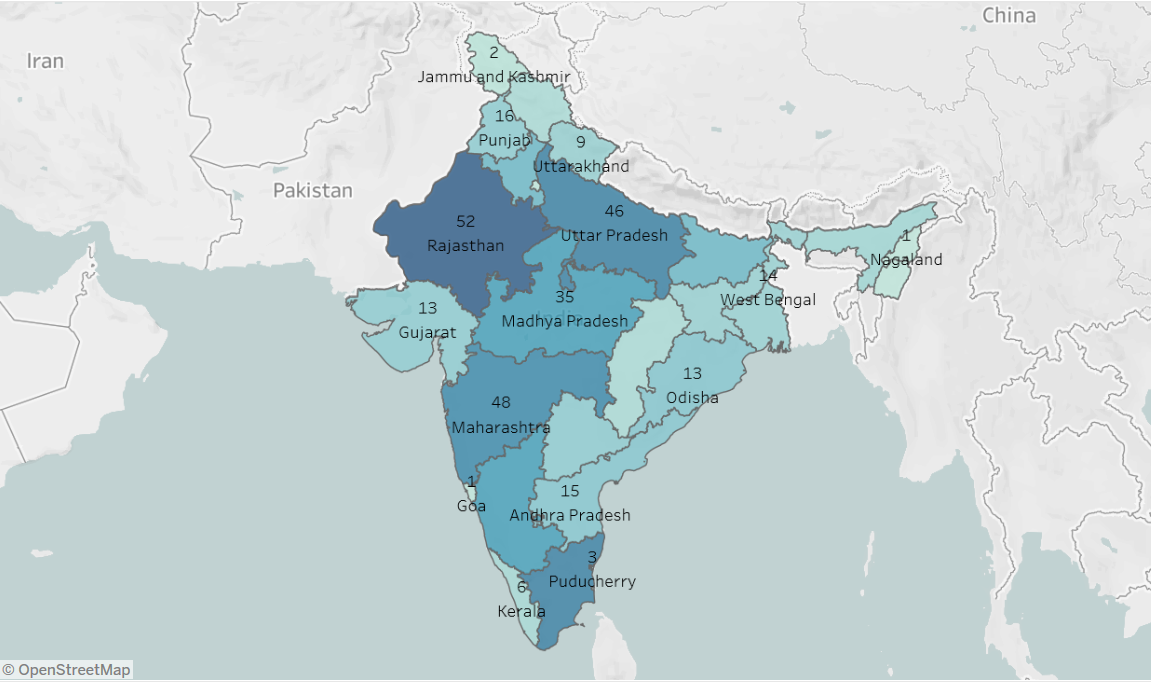 China
Iran
2
Jammu and Kashmir
16
Punjab
9
Uttarakhand
Pakistan
52
Rajasthan
46
Uttar Pradesh
1
Nagaland
14
West Bengal
35
Madhya Pradesh
India
13
Gujarat
13
Odisha
48
Maharashtra
1
Goa
15
Andhra Pradesh
3
Puducherry
6
Kerala
© OpenStreetMap